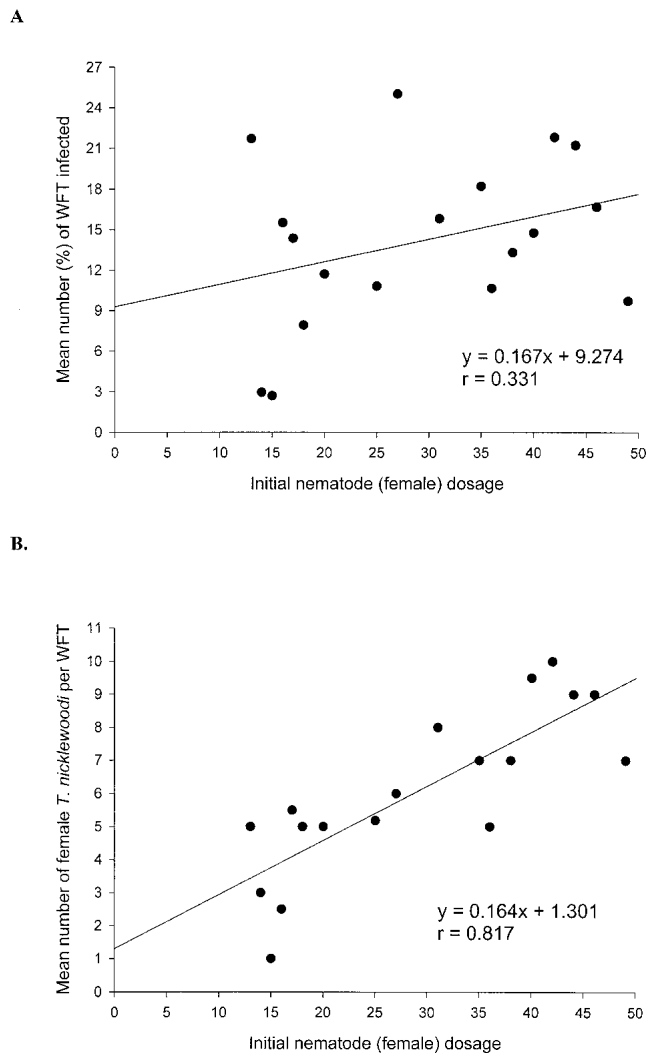 A
Mean number (%) of WFT infected
27
24
21
18
15
12
9
6
3
0
0 5 10 15 20 25 30 35 40 45 50
y = 0.167x + 9.274
r = 0.331
Initial nematode (female) dosage
B.
Mean number of female T. nicklewoodi per WFT
11
10
9
8
7
6
5
4
3
2
1
0
0 5 10 15 20 25 30 35 40 45 50
y = 0.164x + 1.301
r = 0.817
Initial nematode (female) dosage